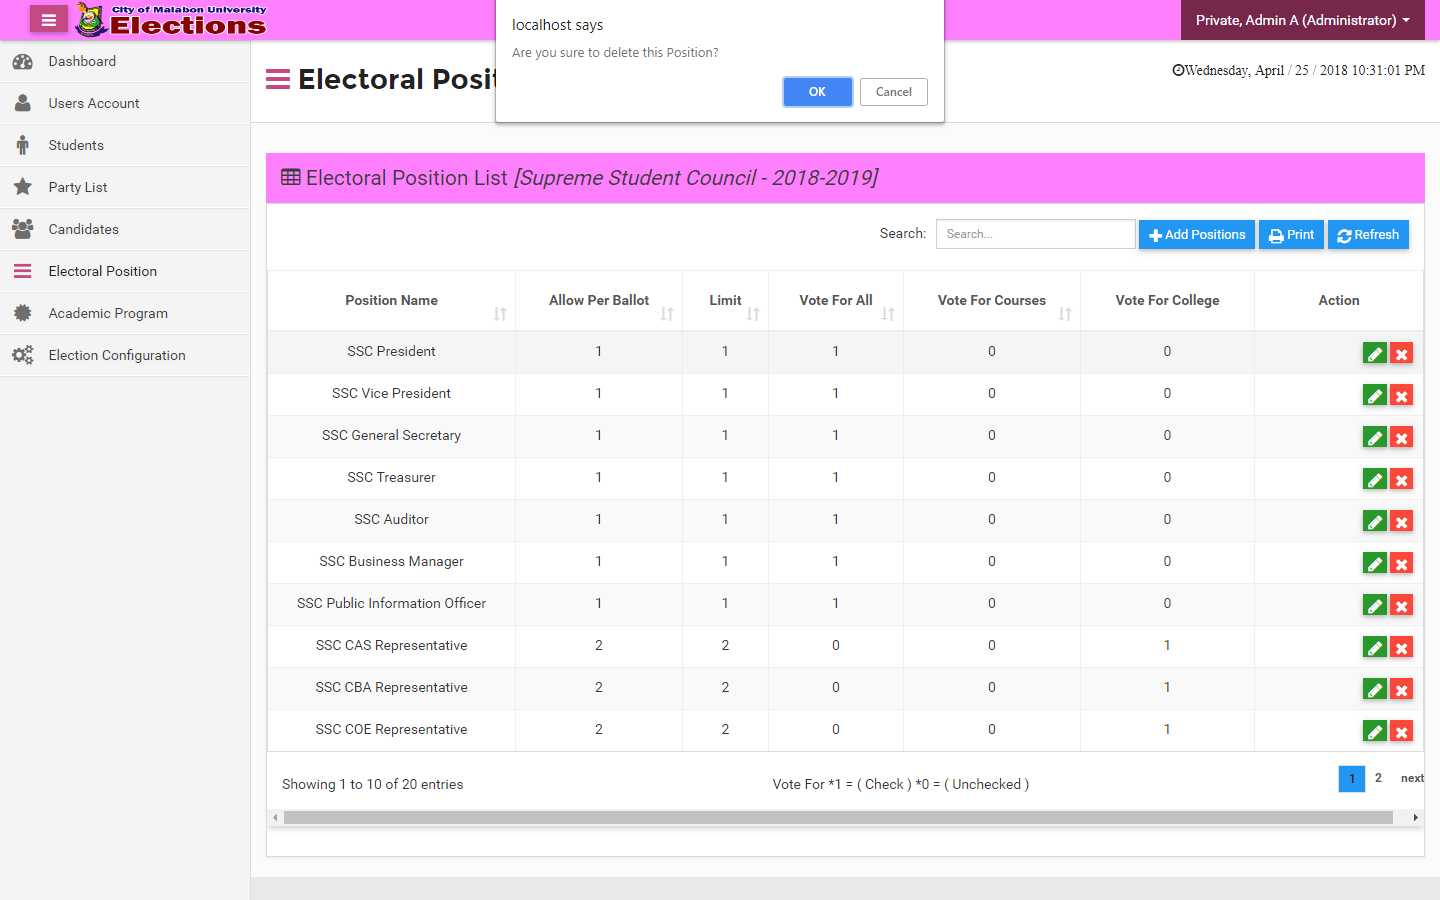 City of Malabon University
Elections
Private, Admin A (Administrator)
localhost says
Are you sure to delete this Position?
OK
Cancel
Dashboard
Users Account
Students
Party List
Candidates
Electoral Position
Academic Program
Election Configuration
Electoral Posit
Wednesday, April / 25 / 2018 10:31:01 PM
Electoral Position List [Supreme Student Council - 2018-2019]
Search: Search... Add Positions Print Refresh
Position Name Allow Per Ballot Limit Vote For All Vote For Courses Vote For College Action
SSC President 1 1 1 0 0
SSC Vice President 1 1 1 0 0
SSC General Secretary 1 1 1 0 0
SSC Treasurer 1 1 1 0 0
SSC Auditor 1 1 1 0 0
SSC Business Manager 1 1 1 0 0
SSC Public Information Officer 1 1 1 0 0
SSC CAS Representative 2 2 0 0 1
SSC CBA Representative 2 2 0 0 1
SSC COE Representative 2 2 0 0 1
Showing 1 to 10 of 20 entries
Vote For *1 = ( Check ) *0 = ( Unchecked )
1 2 next